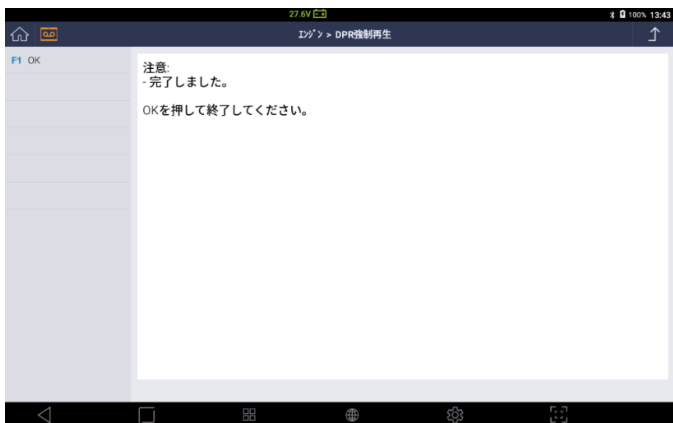 27.6V
100% 13:43
ｴﾝｼﾞﾝ > DPR強制再生
F1 OK
注意:
- 完了しました。
OKを押して終了してください。